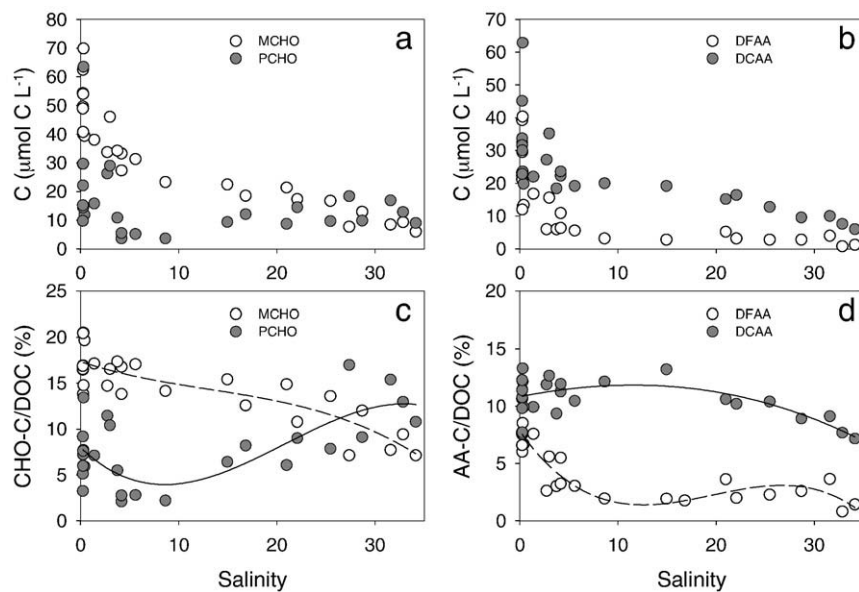 a
MCHO
PCHO
C (μmol C L⁻¹)
80
70
60
50
40
30
20
10
0
0 10 20 30
b
DFAA
DCAA
C (μmol C L⁻¹)
70
60
50
40
30
20
10
0
0 10 20 30
c
MCHO
PCHO
CHO-C/DOC (%)
25
20
15
10
5
0
0 10 20 30
Salinity
d
DFAA
DCAA
AA-C/DOC (%)
20
15
10
5
0
0 10 20 30
Salinity